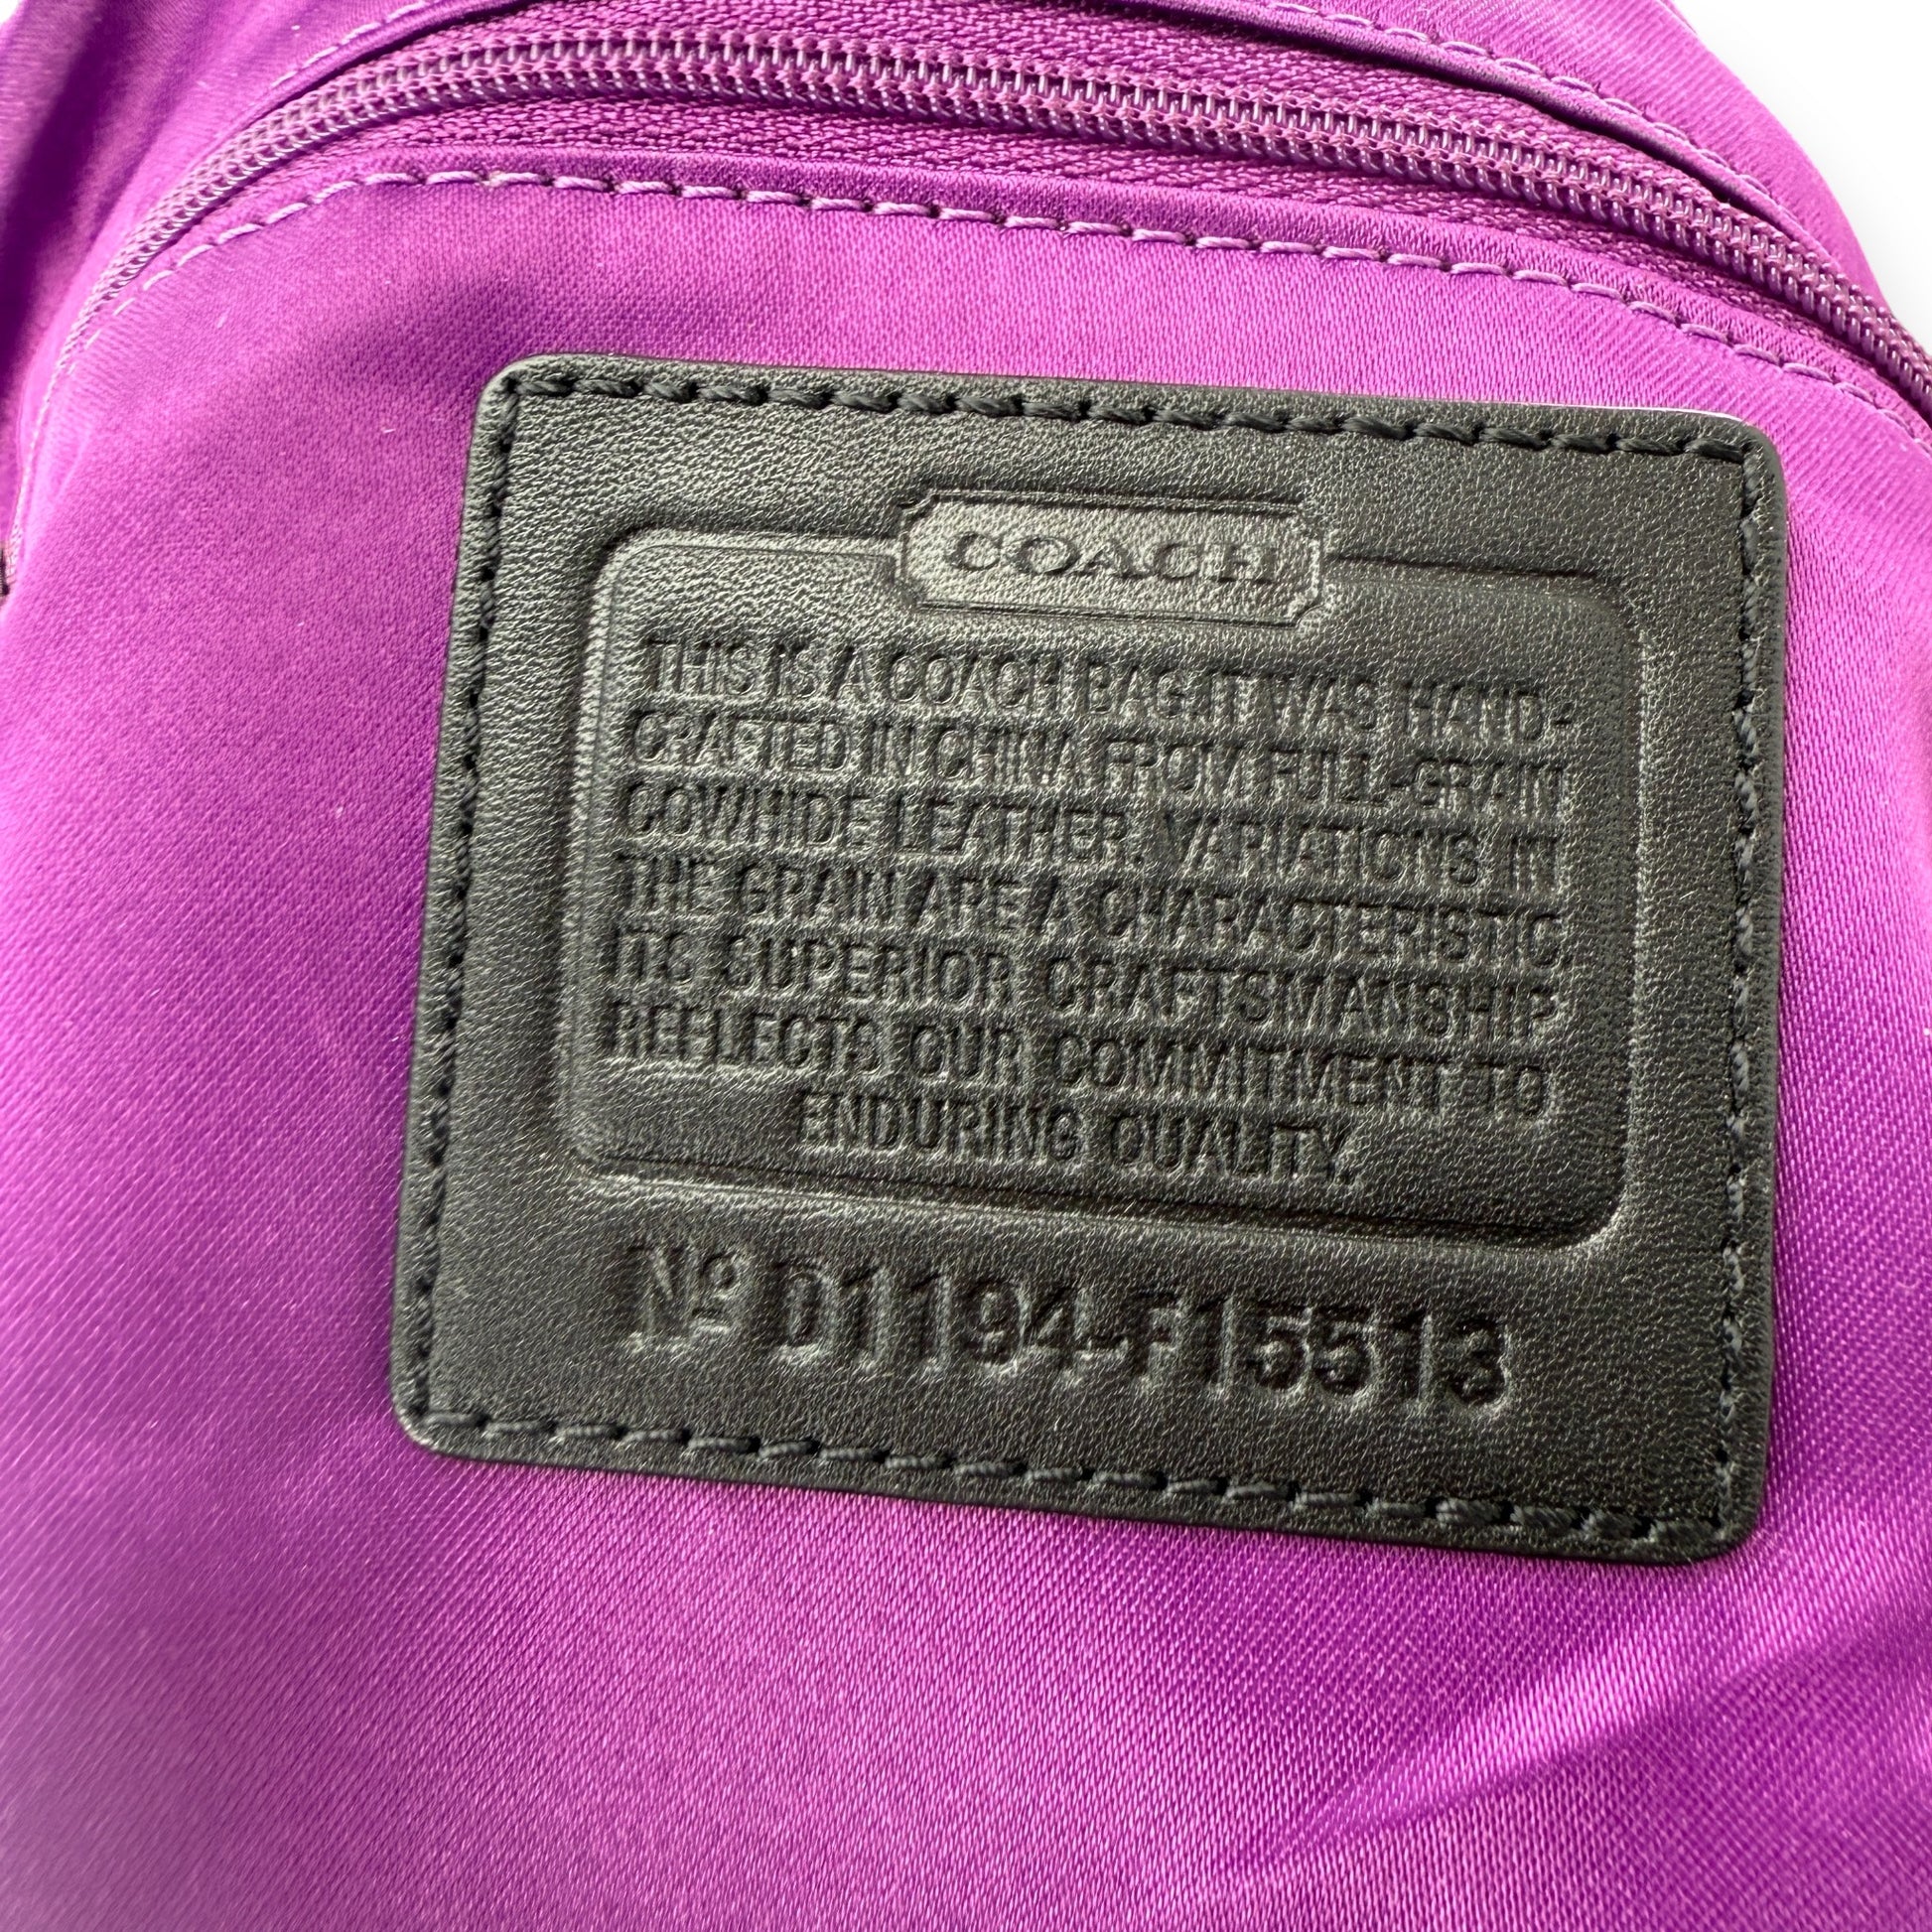 COACH
THIS IS A COACH BAG. IT WAS HAND-
CRAFTED IN CHINA FROM FULL-GRAIN
COWHIDE LEATHER. VARIATIONS IN
THE GRAIN ARE A CHARACTERISTIC
ITS SUPERIOR CRAFTSMANSHIP
REFLECTS OUR COMMITMENT TO
ENDURING QUALITY.
Nº D1194-F15513